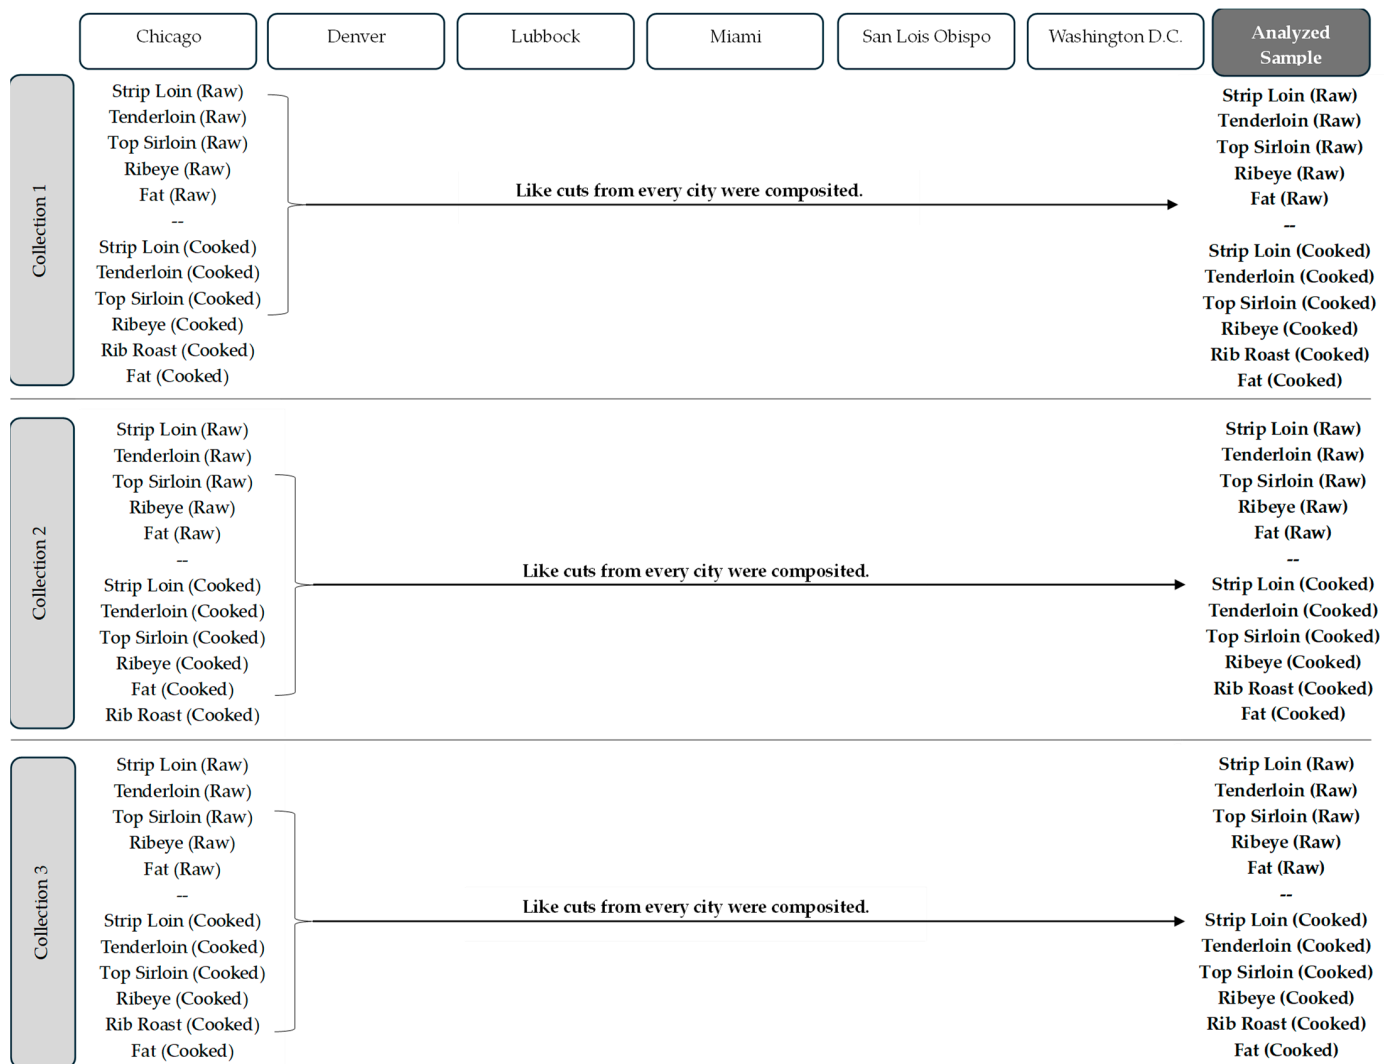 Chicago
Denver
Lubbock
Miami
San Lois Obispo
Washington D.C.
Analyzed
Sample
Collection 1
Strip Loin (Raw)
Tenderloin (Raw)
Top Sirloin (Raw)
Ribeye (Raw)
Fat (Raw)
--
Strip Loin (Cooked)
Tenderloin (Cooked)
Top Sirloin (Cooked)
Ribeye (Cooked)
Rib Roast (Cooked)
Fat (Cooked)
Like cuts from every city were composited.
Strip Loin (Raw)
Tenderloin (Raw)
Top Sirloin (Raw)
Ribeye (Raw)
Fat (Raw)
--
Strip Loin (Cooked)
Tenderloin (Cooked)
Top Sirloin (Cooked)
Ribeye (Cooked)
Rib Roast (Cooked)
Fat (Cooked)
Collection 2
Strip Loin (Raw)
Tenderloin (Raw)
Top Sirloin (Raw)
Ribeye (Raw)
Fat (Raw)
--
Strip Loin (Cooked)
Tenderloin (Cooked)
Top Sirloin (Cooked)
Ribeye (Cooked)
Fat (Cooked)
Rib Roast (Cooked)
Like cuts from every city were composited.
Strip Loin (Raw)
Tenderloin (Raw)
Top Sirloin (Raw)
Ribeye (Raw)
Fat (Raw)
--
Strip Loin (Cooked)
Tenderloin (Cooked)
Top Sirloin (Cooked)
Ribeye (Cooked)
Rib Roast (Cooked)
Fat (Cooked)
Collection 3
Strip Loin (Raw)
Tenderloin (Raw)
Top Sirloin (Raw)
Ribeye (Raw)
Fat (Raw)
--
Strip Loin (Cooked)
Tenderloin (Cooked)
Top Sirloin (Cooked)
Ribeye (Cooked)
Rib Roast (Cooked)
Fat (Cooked)
Like cuts from every city were composited.
Strip Loin (Raw)
Tenderloin (Raw)
Top Sirloin (Raw)
Ribeye (Raw)
Fat (Raw)
--
Strip Loin (Cooked)
Tenderloin (Cooked)
Top Sirloin (Cooked)
Ribeye (Cooked)
Rib Roast (Cooked)
Fat (Cooked)